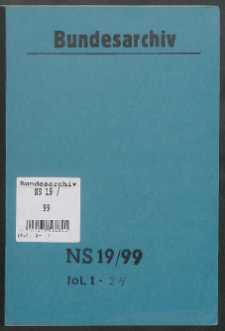 Bundesarchiv
Bundesarchiv
NS 19 /
99
NS 19/99
fol. 1 - 24